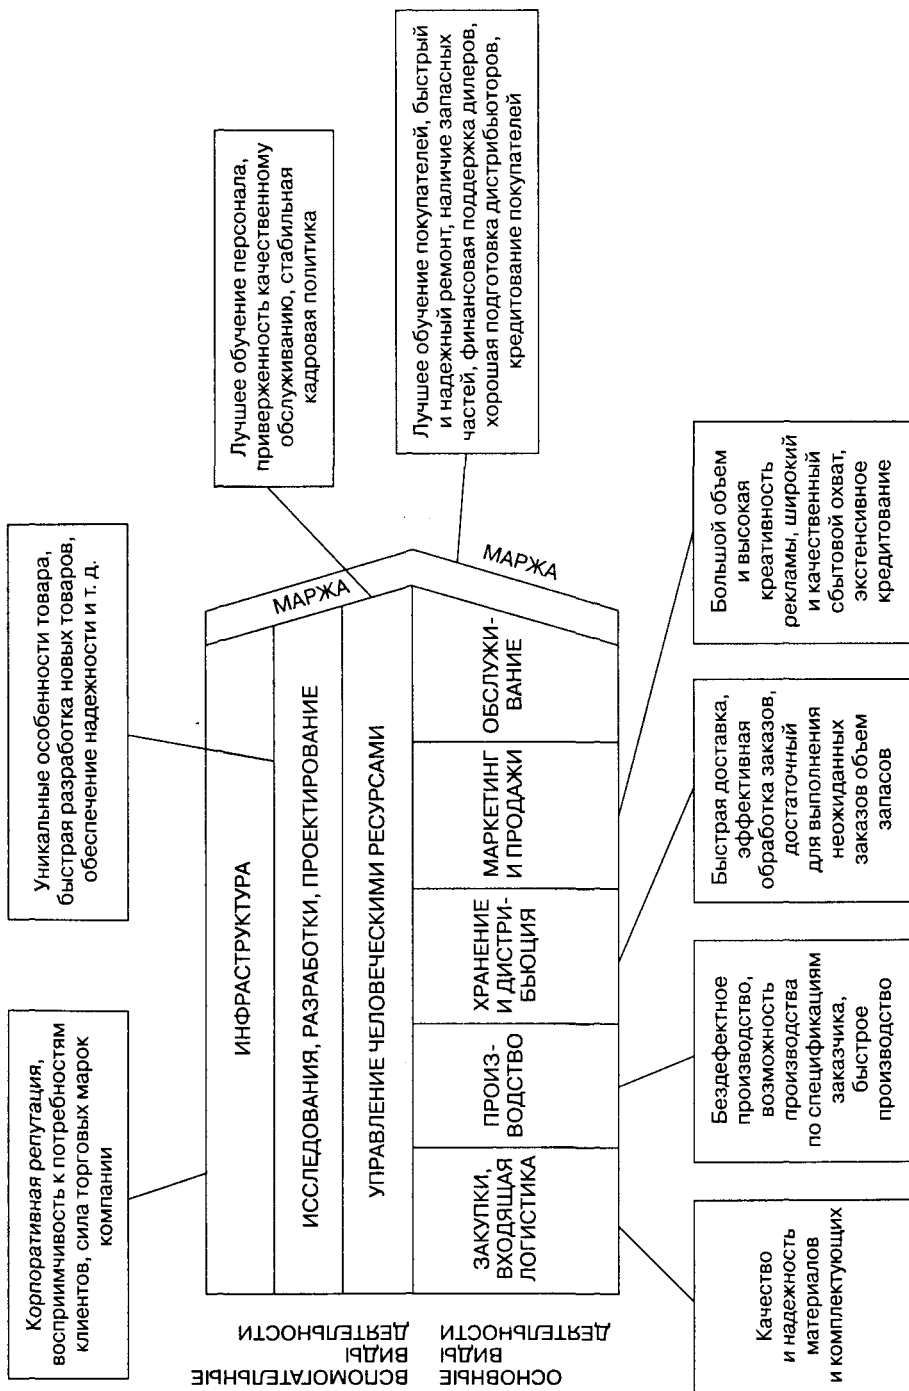 Корпоративная репутация,
восприимчивость к потребностям
клиентов, сила торговых марок
компании
Уникальные особенности товара,
быстрая разработка новых товаров,
обеспечение надежности и т. д.
Лучшее обучение персонала,
приверженность качественному
обслуживанию, стабильная
кадровая политика
Лучшее обучение покупателей, быстрый
и надежный ремонт, наличие запасных
частей, финансовая поддержка дилеров,
хорошая подготовка дистрибьюторов,
кредитование покупателей
ВСПОМОГАТЕЛЬНЫЕ
ВИДЫ
ДЕЯТЕЛЬНОСТИ
ИНФРАСТРУКТУРА
ИССЛЕДОВАНИЯ, РАЗРАБОТКИ, ПРОЕКТИРОВАНИЕ
УПРАВЛЕНИЕ ЧЕЛОВЕЧЕСКИМИ РЕСУРСАМИ
МАРЖА
ОСНОВНЫЕ
ВИДЫ
ДЕЯТЕЛЬНОСТИ
ЗАКУПКИ,
ВХОДЯЩАЯ
ЛОГИСТИКА
ПРОИЗ-
ВОДСТВО
ХРАНЕНИЕ
И ДИСТРИ-
БЬЮЦИЯ
МАРКЕТИНГ
И ПРОДАЖИ
ОБСЛУЖИ-
ВАНИЕ
МАРЖА
Качество
и надежность
материалов
и комплектующих
Бездефектное
производство,
возможность
производства
по спецификациям
заказчика,
быстрое
производство
Быстрая доставка,
эффективная
обработка заказов,
достаточный
для выполнения
неожиданных
заказов объем
запасов
Большой объем
и высокая
креативность
рекламы, широкий
и качественный
сбытовой охват,
экстенсивное
кредитование